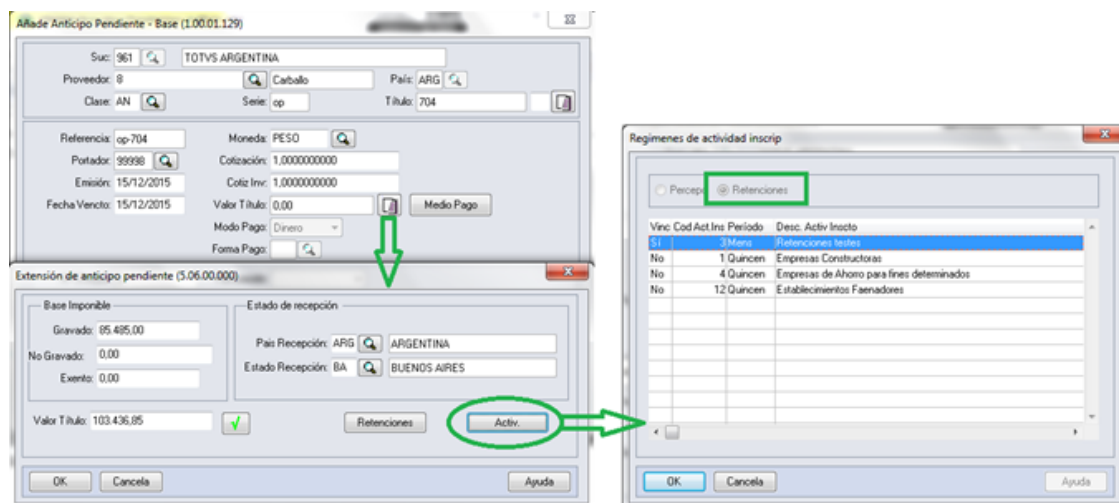 Añade Anticipo Pendiente - Base (1.00.01.129)
Suc: 961 TOTVS ARGENTINA
Proveedor: 8 Carballo País: ARG
Clase: AN Serie: op Título: 704
Referencia: op-704 Moneda: PESO
Portador: 99998 Cotización: 1,0000000000
Emisión: 15/12/2015 Cotiz Inv: 1,0000000000
Fecha Vencto: 15/12/2015 Valor Título: 0,00 Medio Pago
Modo Pago: Dinero
Forma Pago:
Extensión de anticipo pendiente (5.06.00.000)
Base Imponible
Gravado: 85.485,00
No Gravado: 0,00
Exento: 0,00
Estado de recepción
Pais Recepción: ARG ARGENTINA
Estado Recepción: BA BUENOS AIRES
Valor Título: 103.436,85 Retenciones Activ.
OK Cancela Ayuda
Regimenes de actividad inscrip
Percep Retenciones
Vinc Cod Act.Ins Período Desc. Activ Inscto
Sí 3 Mens Retenciones testes
No 1 Quincen Empresas Constructoras
No 4 Quincen Empresas de Ahorro para fines determinados
No 12 Quincen Establecimientos Faenadores
OK Cancela Ayuda